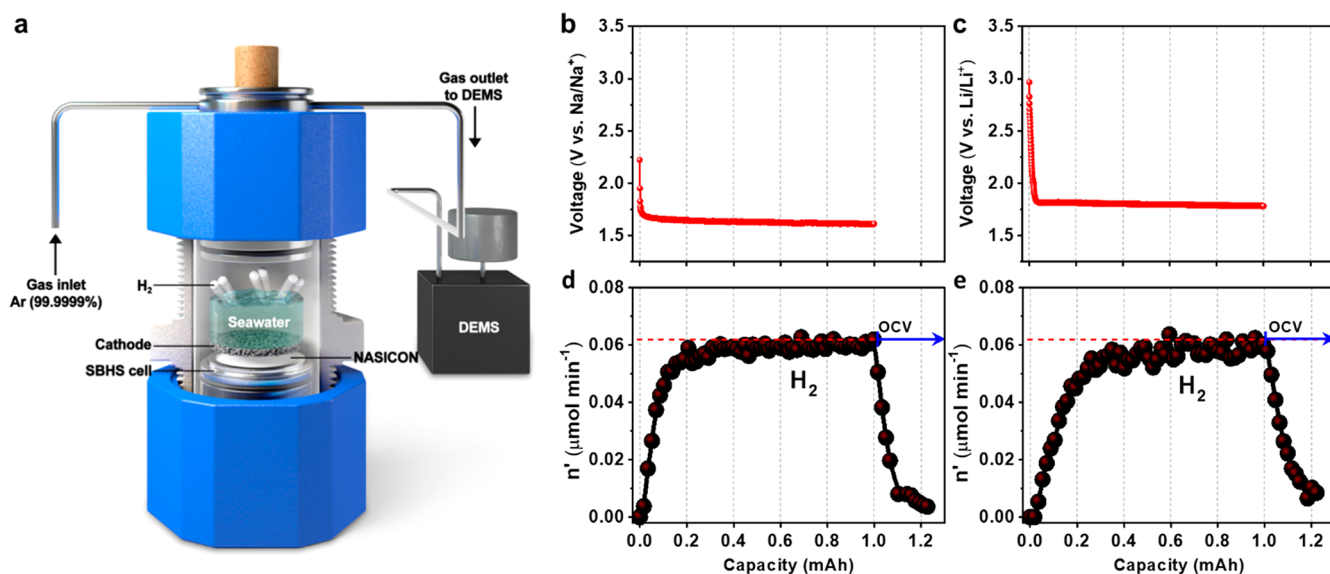 a
Gas inlet
Ar (99.9999%)
Gas outlet
to DEMS
H₂
Seawater
Cathode
SBHS cell
NASICON
DEMS
b
Voltage (V vs. Na/Na⁺)
3.5
3.0
2.5
2.0
1.5
c
Voltage (V vs. Li/Li⁺)
3.5
3.0
2.5
2.0
1.5
d
n' (μmol min⁻¹)
0.08
0.06
0.04
0.02
0.00
OCV
H₂
0.0 0.2 0.4 0.6 0.8 1.0 1.2
Capacity (mAh)
e
n' (μmol min⁻¹)
0.08
0.06
0.04
0.02
0.00
OCV
H₂
0.0 0.2 0.4 0.6 0.8 1.0 1.2
Capacity (mAh)